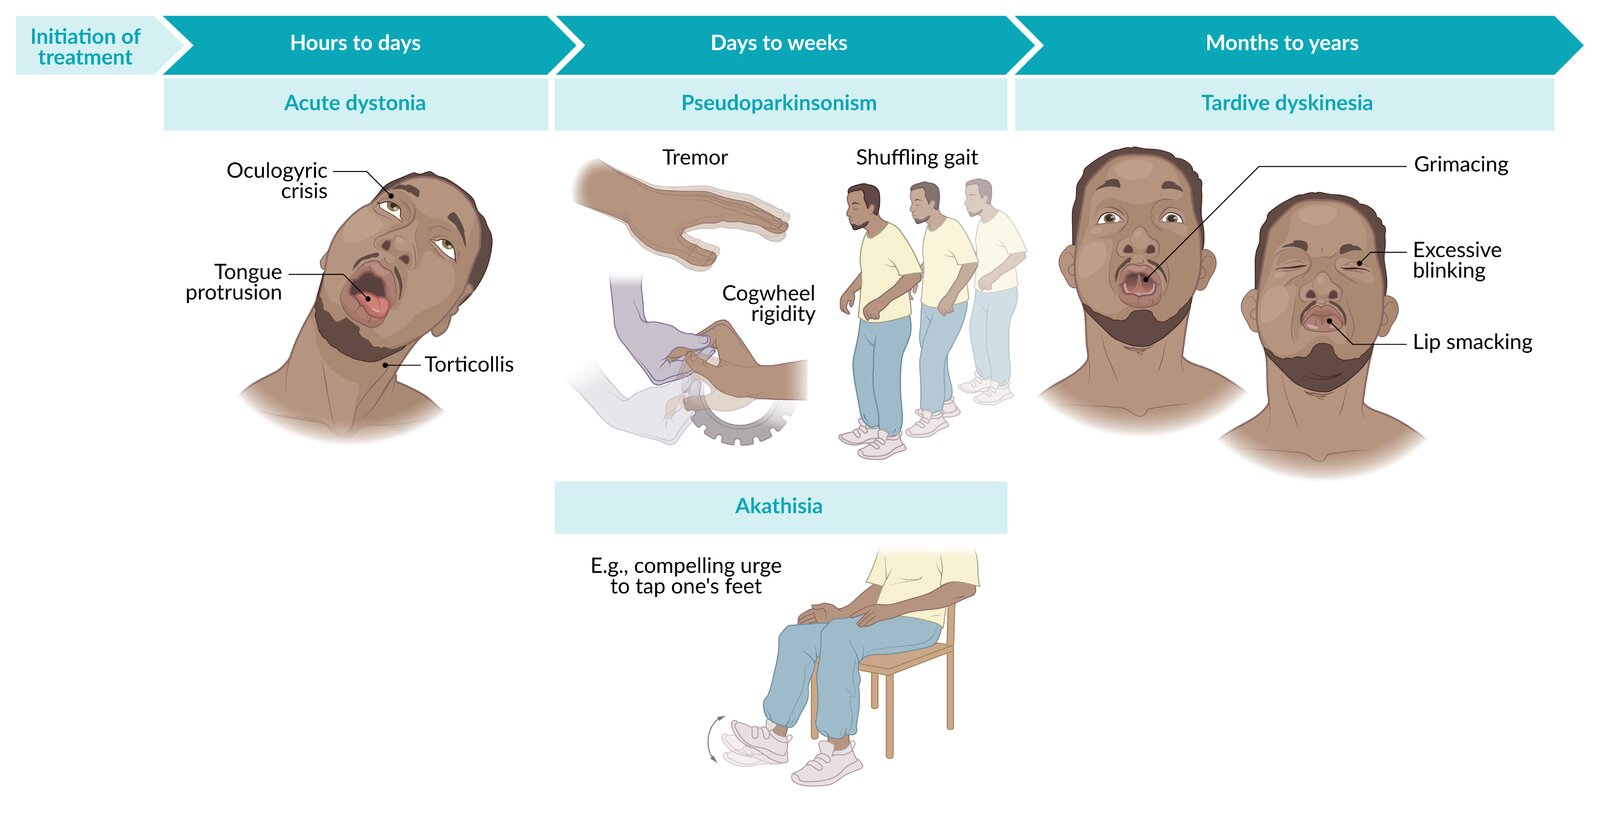 Initiation of
treatment
Hours to days
Days to weeks
Months to years
Acute dystonia
Pseudoparkinsonism
Tardive dyskinesia
Oculogyric
crisis
Tongue
protrusion
Torticollis
Tremor
Shuffling gait
Cogwheel
rigidity
Grimacing
Excessive
blinking
Lip smacking
Akathisia
E.g., compelling urge
to tap one's feet